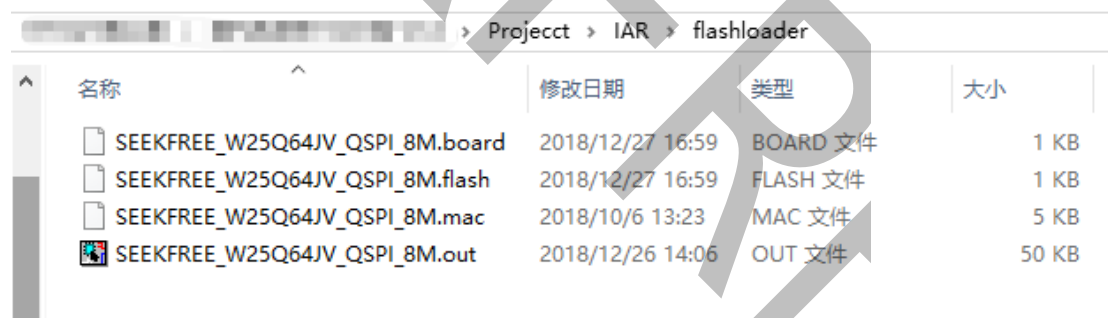 Projecct > IAR > flashloader
名称 修改日期 类型 大小
SEEKFREE_W25Q64JV_QSPI_8M.board 2018/12/27 16:59 BOARD 文件 1 KB
SEEKFREE_W25Q64JV_QSPI_8M.flash 2018/12/27 16:59 FLASH 文件 1 KB
SEEKFREE_W25Q64JV_QSPI_8M.mac 2018/10/6 13:23 MAC 文件 5 KB
SEEKFREE_W25Q64JV_QSPI_8M.out 2018/12/26 14:06 OUT 文件 50 KB